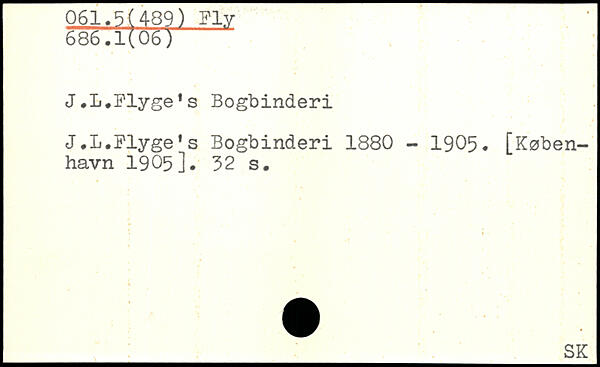 061.5(489) Fly
686.1(06)
J.L.Flyge's Bogbinderi
J.L.Flyge's Bogbinderi 1880 - 1905. [Køben-
havn 1905]. 32 s.
SK